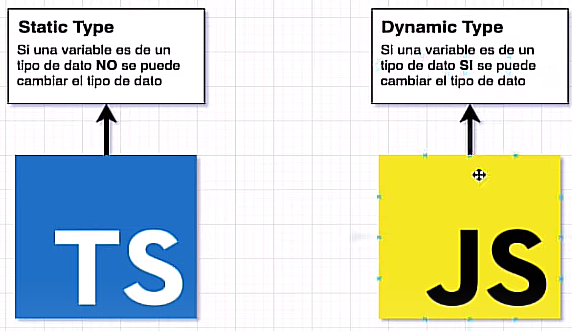 Static Type
Si una variable es de un
tipo de dato NO se puede
cambiar el tipo de dato
Dynamic Type
Si una variable es de un
tipo de dato SI se puede
cambiar el tipo de dato
TS
JS